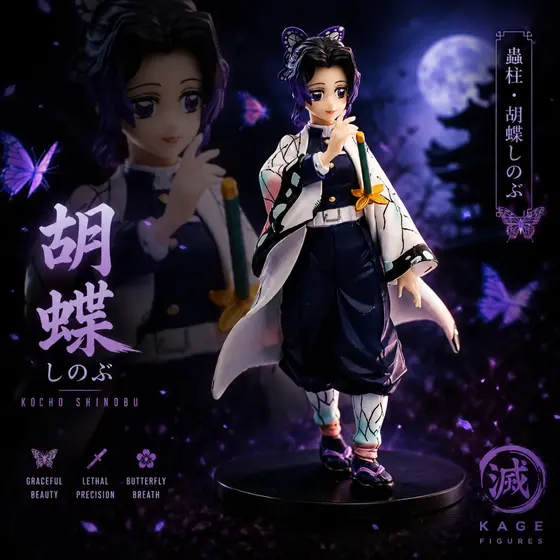 蟲柱・胡蝶しのぶ
胡蝶
しのぶ
KOCHO SHINOBU
GRACEFUL
BEAUTY
LETHAL
PRECISION
BUTTERFLY
BREATH
滅
KAGE
FIGURES